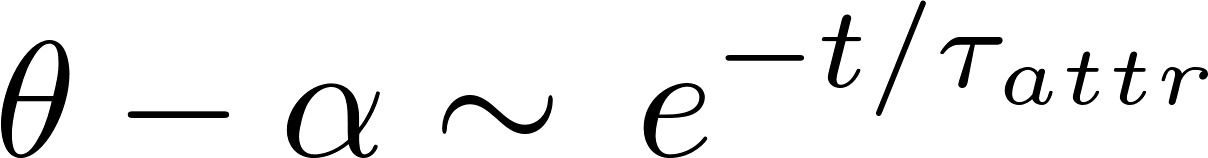 θ − α ∼ e^{−t/τ_{attr}}